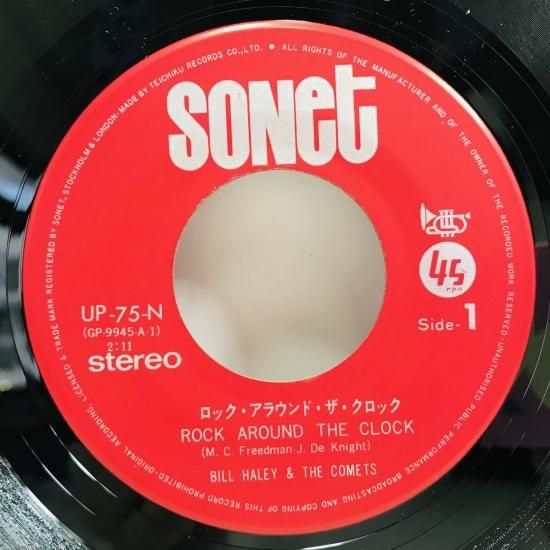 SONET
45
rpm
Side-1
UP-75-N
(GP-9945-A-1)
2:11
stereo
ロック・アラウンド・ザ・クロック
ROCK AROUND THE CLOCK
(M. C. Freedman-J. De Knight)
BILL HALEY & THE COMETS
ORIGINAL RECORDING, LICENSED & TRADE MARK REGISTERED BY SONET, STOCKHOLM & LONDON·MADE BY TEICHIKU RECORDS CO.,LTD. • ALL RIGHTS OF THE MANUFACTURER AND OF THE OWNER OF THE RECORDED WORK RESERVED·UNAUTHORISED PUBLIC PERFORMANCE BROADCASTING AND COPYING OF THIS RECORD PROHIBITED·